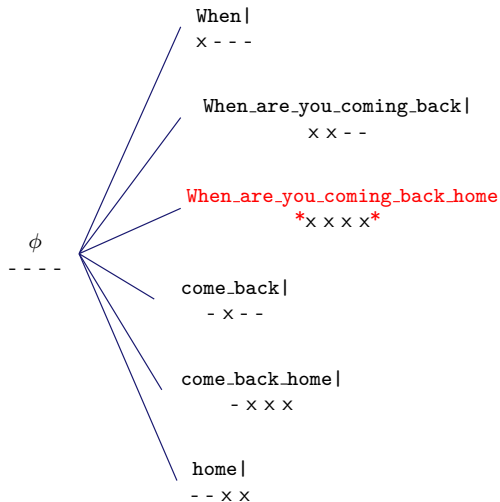 When|
x - - -
When_are_you_coming_back|
x x - -
When_are_you_coming_back_home
*x x x x*
ϕ
- - - -
come_back|
- x - -
come_back_home|
- x x x
home|
- - x x